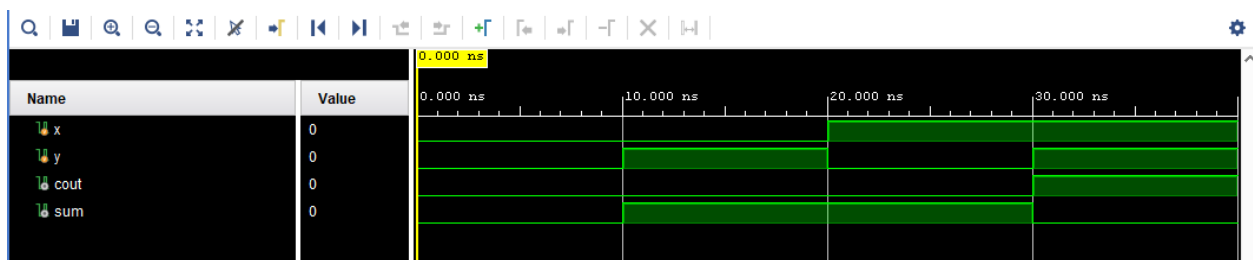 0.000 ns
Name Value 0.000 ns 10.000 ns 20.000 ns 30.000 ns
x 0
y 0
cout 0
sum 0